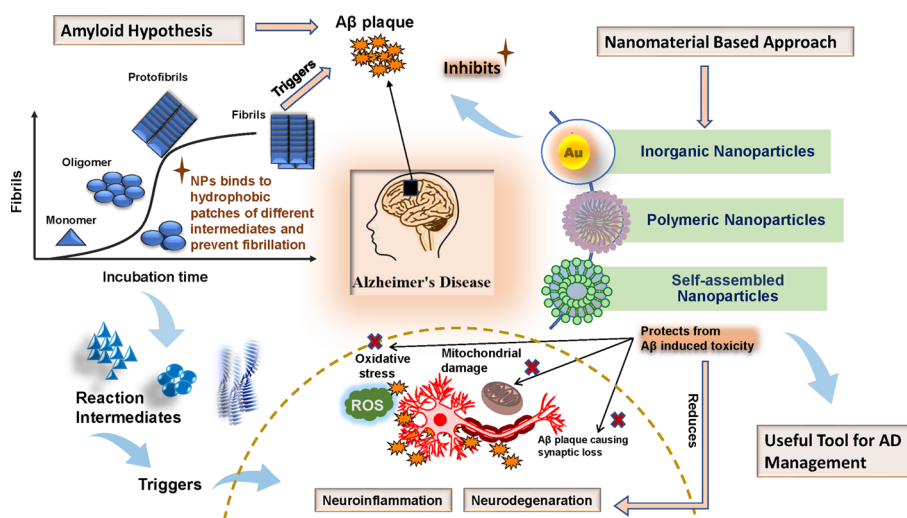 Amyloid Hypothesis
Aβ plaque
Nanomaterial Based Approach
Inhibits
Triggers
Protofibrils
Fibrils
Oligomer
Monomer
Fibrils
NPs binds to
hydrophobic
patches of different
intermediates and
prevent fibrillation
Incubation time
Alzheimer's Disease
Au
Inorganic Nanoparticles
Polymeric Nanoparticles
Self-assembled
Nanoparticles
Reaction
Intermediates
Triggers
Oxidative
stress
ROS
Mitochondrial
damage
Aβ plaque causing
synaptic loss
Protects from
Aβ induced toxicity
Reduces
Neuroinflammation
Neurodegenaration
Useful Tool for AD
Management